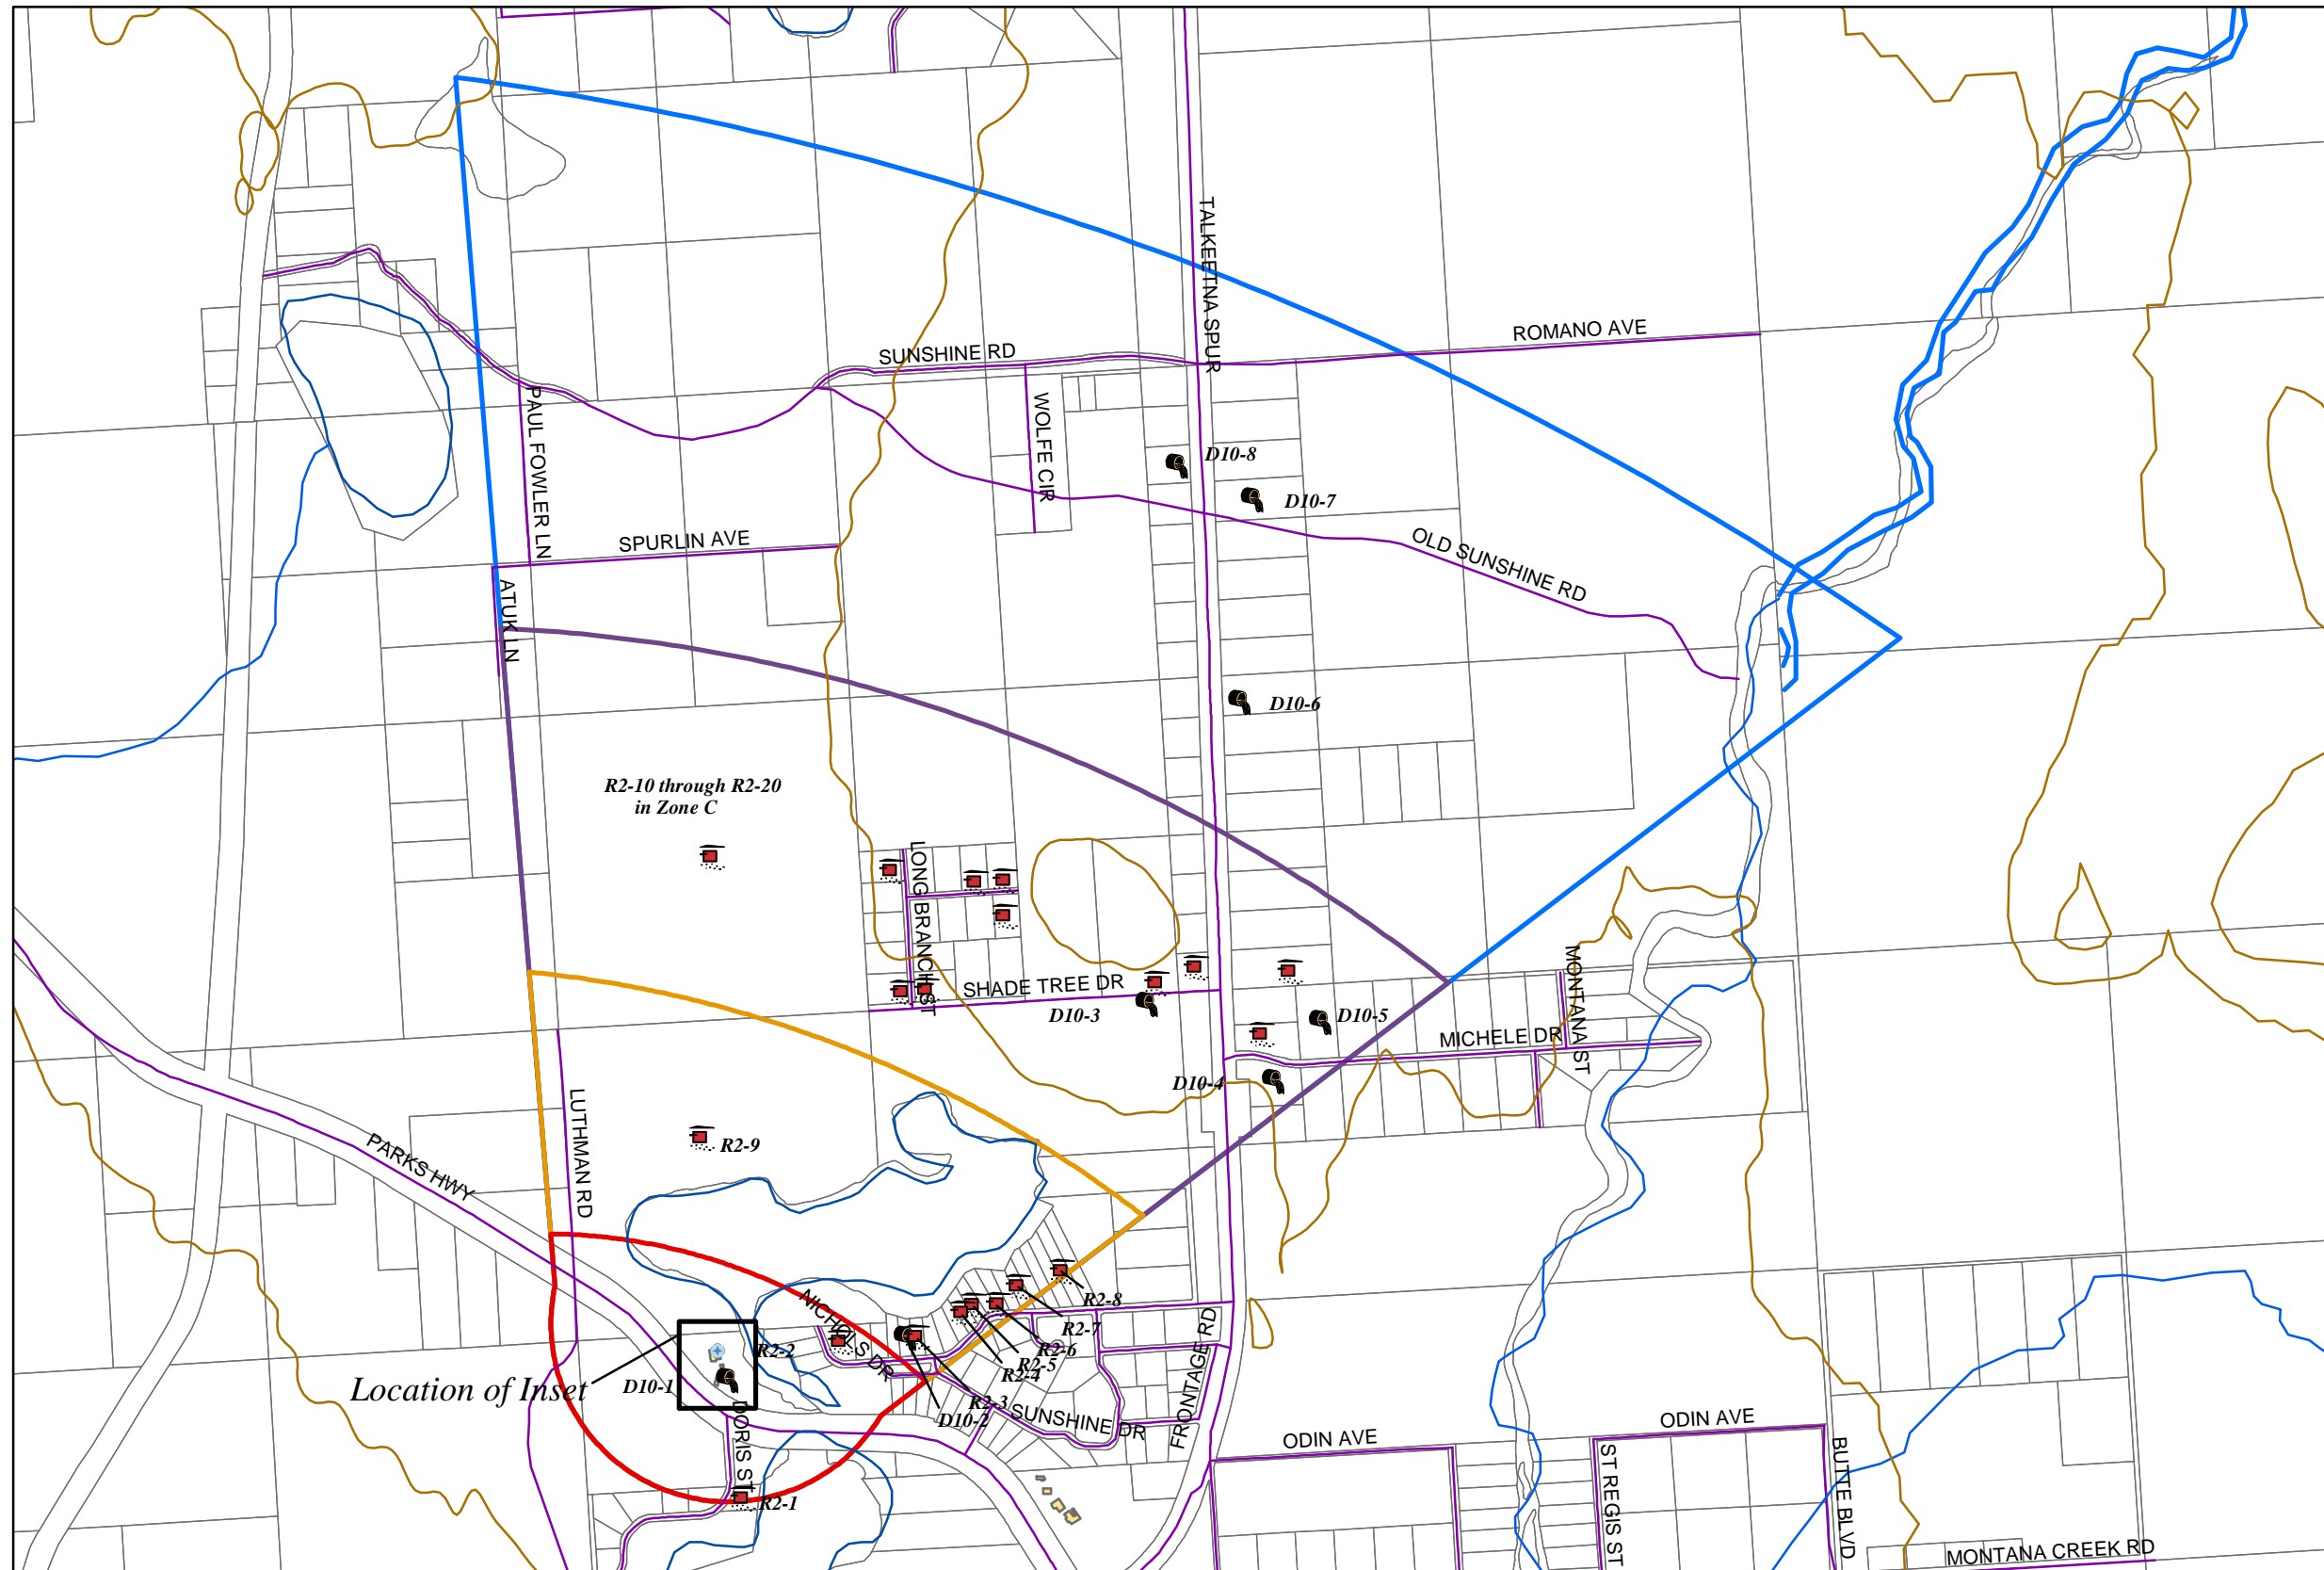 TALKEETNA SPUR
ROMANO AVE
SUNSHINE RD
PAUL FOWLER LN
WOLFE CIR
D10-8
D10-7
SPURLIN AVE
OLD SUNSHINE RD
ATUK LN
D10-6
R2-10 through R2-20
in Zone C
LONG BRANCH ST
SHADE TREE DR
D10-3
D10-5
MONTANA ST
MICHELE DR
D10-4
LUTHMAN RD
PARKS HWY
R2-9
NICHOLS DR
R2-8
R2-7
R2-6
R2-5
R2-4
R2-3
R2-2
D10-1
D10-2
Location of Inset
DORIS ST
SUNSHINE DR
FRONTAGE RD
ODIN AVE
ODIN AVE
ST REGIS ST
BUTTE BLVD
R2-1
MONTANA CREEK RD